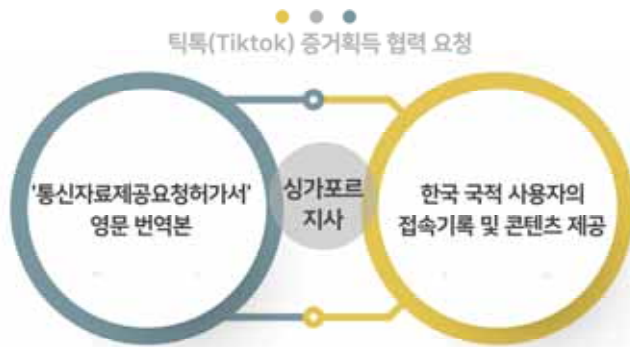 틱톡(Tiktok) 증거획득 협력 요청
'통신자료제공요청허가서'
영문 번역본
싱가포르
지사
한국 국적 사용자의
접속기록 및 콘텐츠 제공